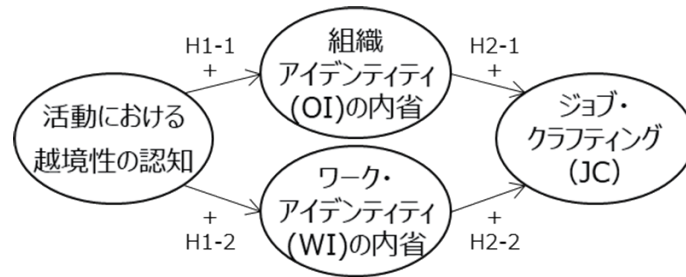 H1-1
+
組織
アイデンティティ
(OI)の内省
H2-1
+
活動における
越境性の認知
ジョブ・
クラフティング
(JC)
+
H1-2
ワーク・
アイデンティティ
(WI)の内省
+
H2-2